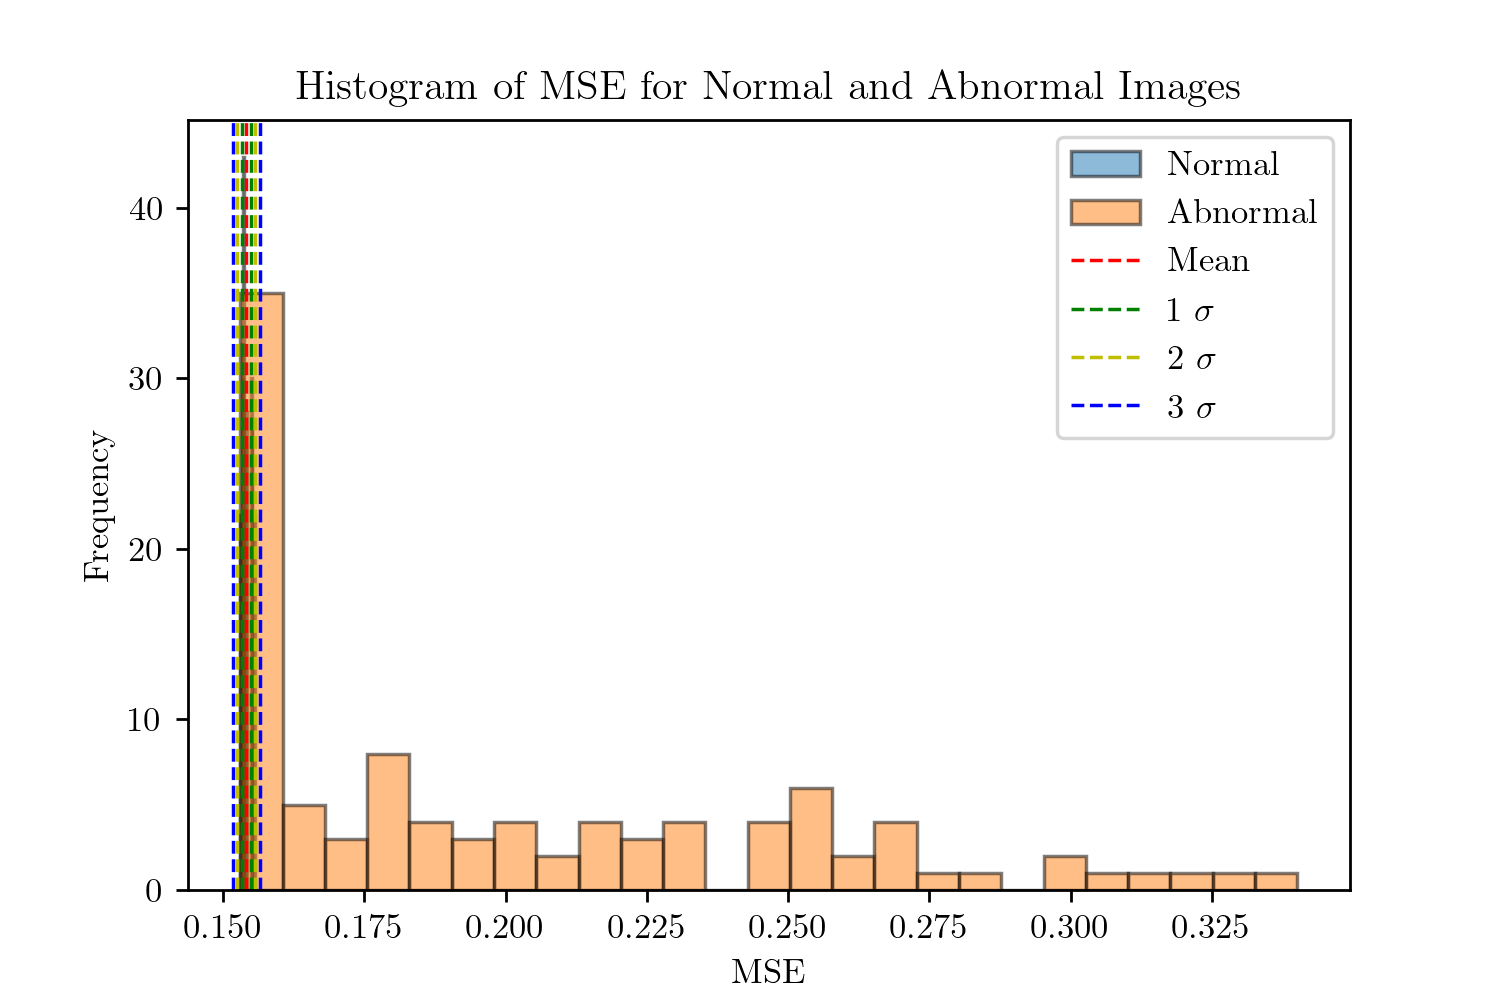 Histogram of MSE for Normal and Abnormal Images
Normal
Abnormal
Mean
1 σ
2 σ
3 σ
40
30
20
10
0
Frequency
0.150 0.175 0.200 0.225 0.250 0.275 0.300 0.325
MSE